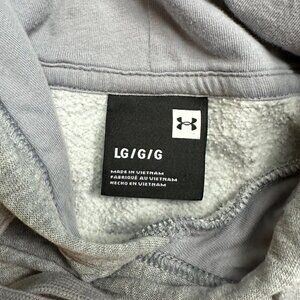 LG/G/G
MADE IN VIETNAM
FABRIQUÉ AU VIETNAM
HECHO EN VIETNAM